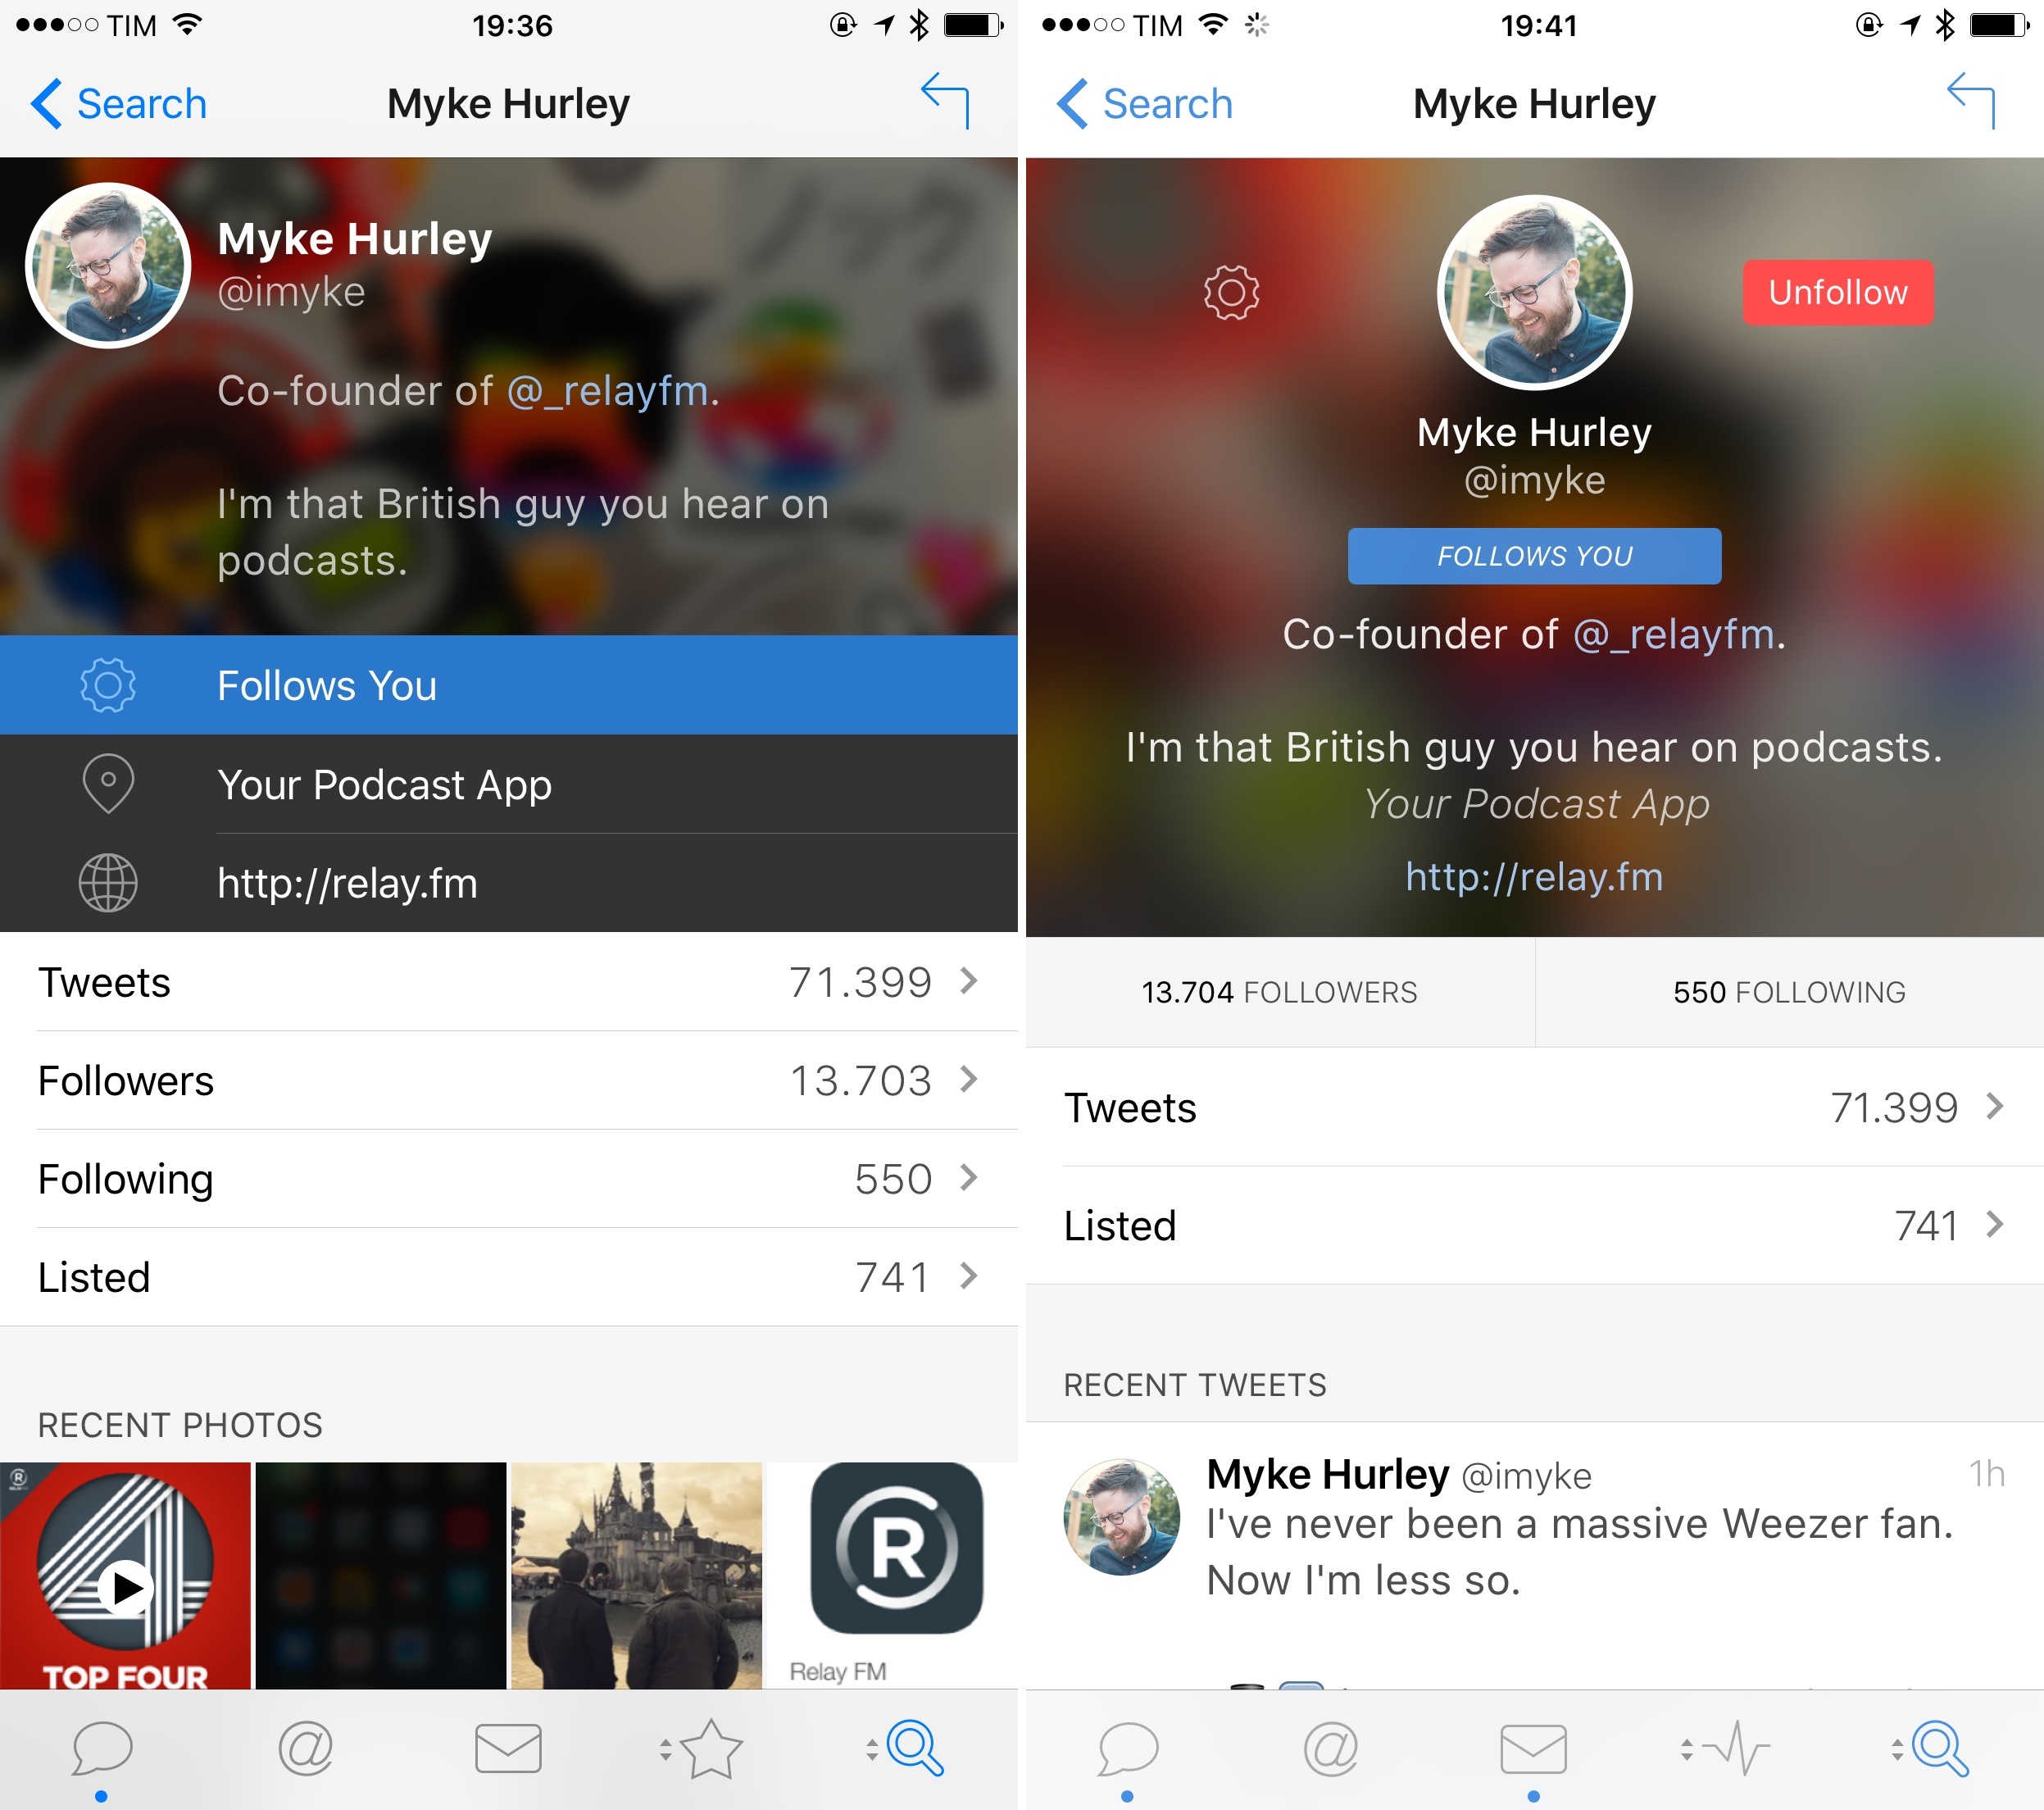 TIM 19:36
Search Myke Hurley
Myke Hurley
@imyke
Co-founder of @_relayfm.
I'm that British guy you hear on
podcasts.
Follows You
Your Podcast App
http://relay.fm
Tweets 71.399
Followers 13.703
Following 550
Listed 741
RECENT PHOTOS
R
4
TOP FOUR
R
Relay FM
@
TIM 19:41
Search Myke Hurley
Unfollow
Myke Hurley
@imyke
FOLLOWS YOU
Co-founder of @_relayfm.
I'm that British guy you hear on podcasts.
Your Podcast App
http://relay.fm
13.704 FOLLOWERS 550 FOLLOWING
Tweets 71.399
Listed 741
RECENT TWEETS
Myke Hurley @imyke 1h
I've never been a massive Weezer fan.
Now I'm less so.
@